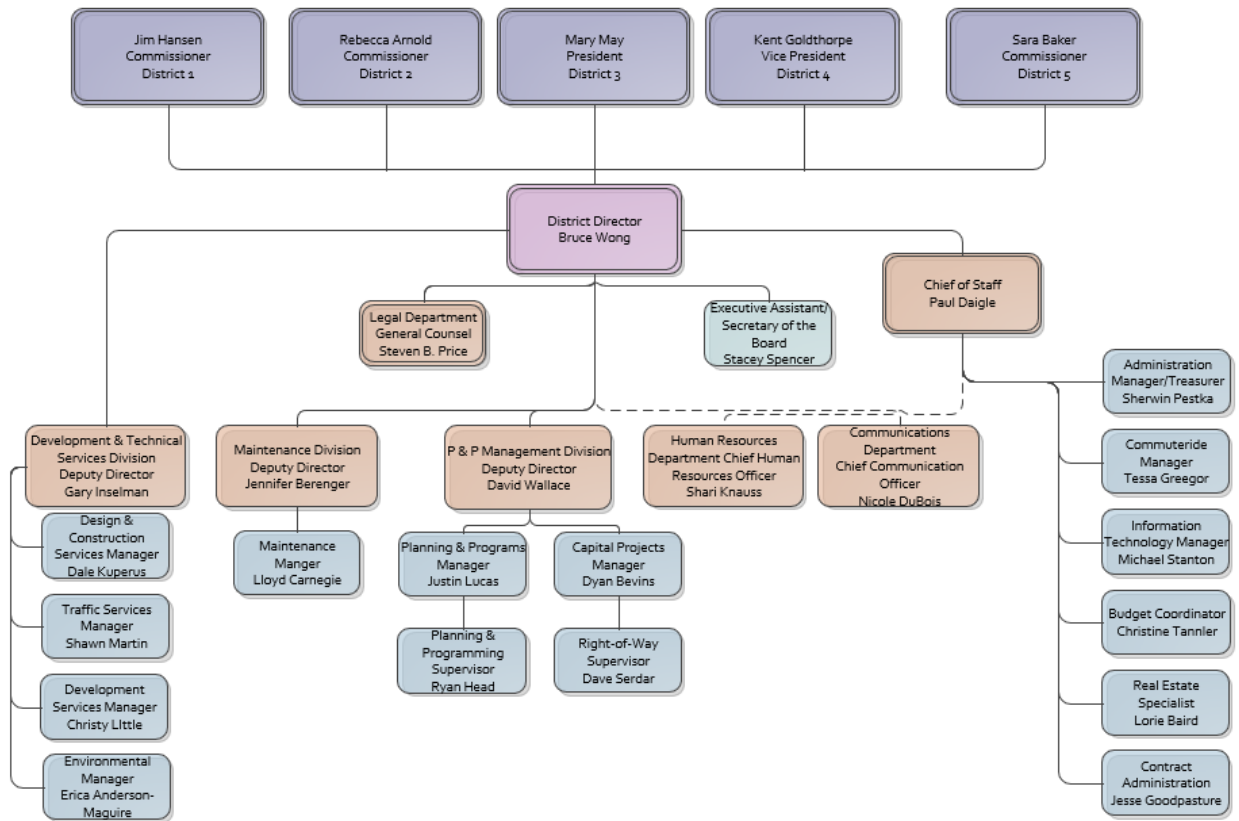 Jim Hansen
Commissioner
District 1
Rebecca Arnold
Commissioner
District 2
Mary May
President
District 3
Kent Goldthorpe
Vice President
District 4
Sara Baker
Commissioner
District 5
District Director
Bruce Wong
Chief of Staff
Paul Daigle
Legal Department
General Counsel
Steven B. Price
Executive Assistant/
Secretary of the
Board
Stacey Spencer
Development & Technical
Services Division
Deputy Director
Gary Inselman
Maintenance Division
Deputy Director
Jennifer Berenger
P & P Management Division
Deputy Director
David Wallace
Human Resources
Department Chief Human
Resources Officer
Shari Knauss
Communications
Department
Chief Communication
Officer
Nicole DuBois
Design &
Construction
Services Manager
Dale Kuperus
Traffic Services
Manager
Shawn Martin
Development
Services Manager
Christy LIttle
Environmental
Manager
Erica Anderson-
Maguire
Maintenance
Manger
Lloyd Carnegie
Planning & Programs
Manager
Justin Lucas
Capital Projects
Manager
Dyan Bevins
Planning &
Programming
Supervisor
Ryan Head
Right-of-Way
Supervisor
Dave Serdar
Administration
Manager/Treasurer
Sherwin Pestka
Commuteride
Manager
Tessa Greegor
Information
Technology Manager
Michael Stanton
Budget Coordinator
Christine Tannler
Real Estate
Specialist
Lorie Baird
Contract
Administration
Jesse Goodpasture